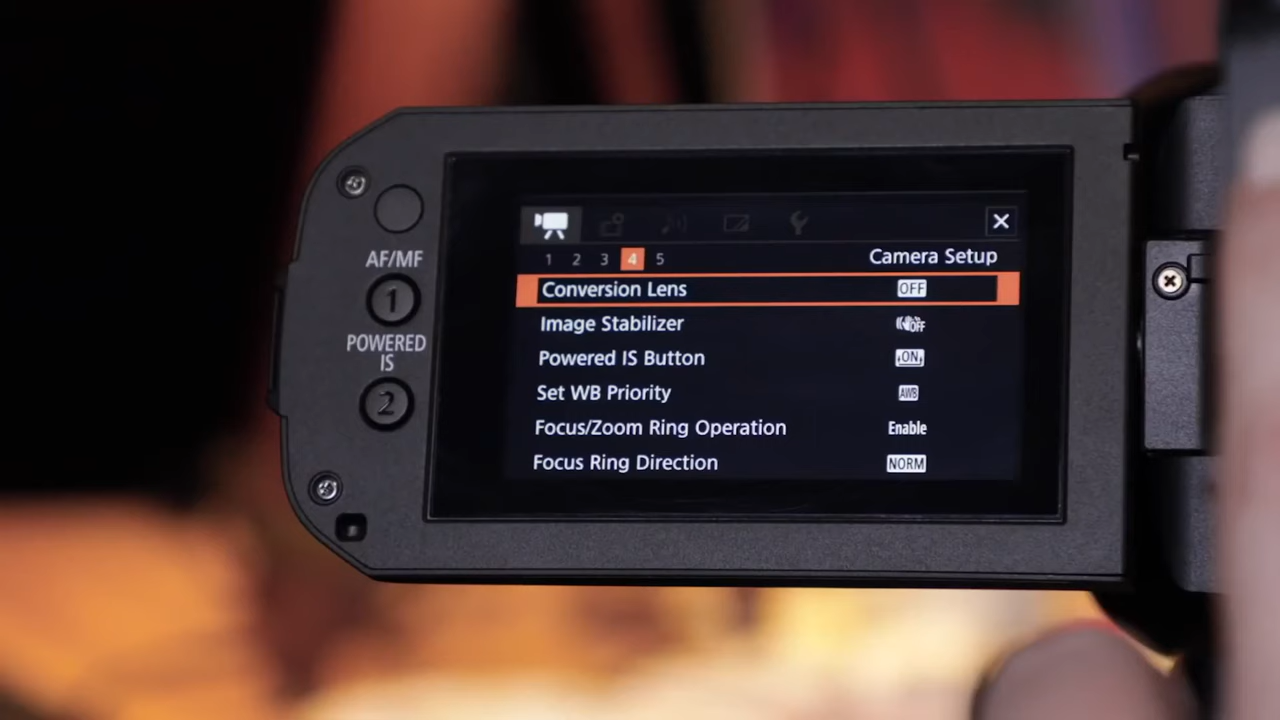 AF/MF
1
POWERED
IS
2
1 2 3 4 5
Camera Setup
Conversion Lens OFF
Image Stabilizer OFF
Powered IS Button ON
Set WB Priority AWB
Focus/Zoom Ring Operation Enable
Focus Ring Direction NORM